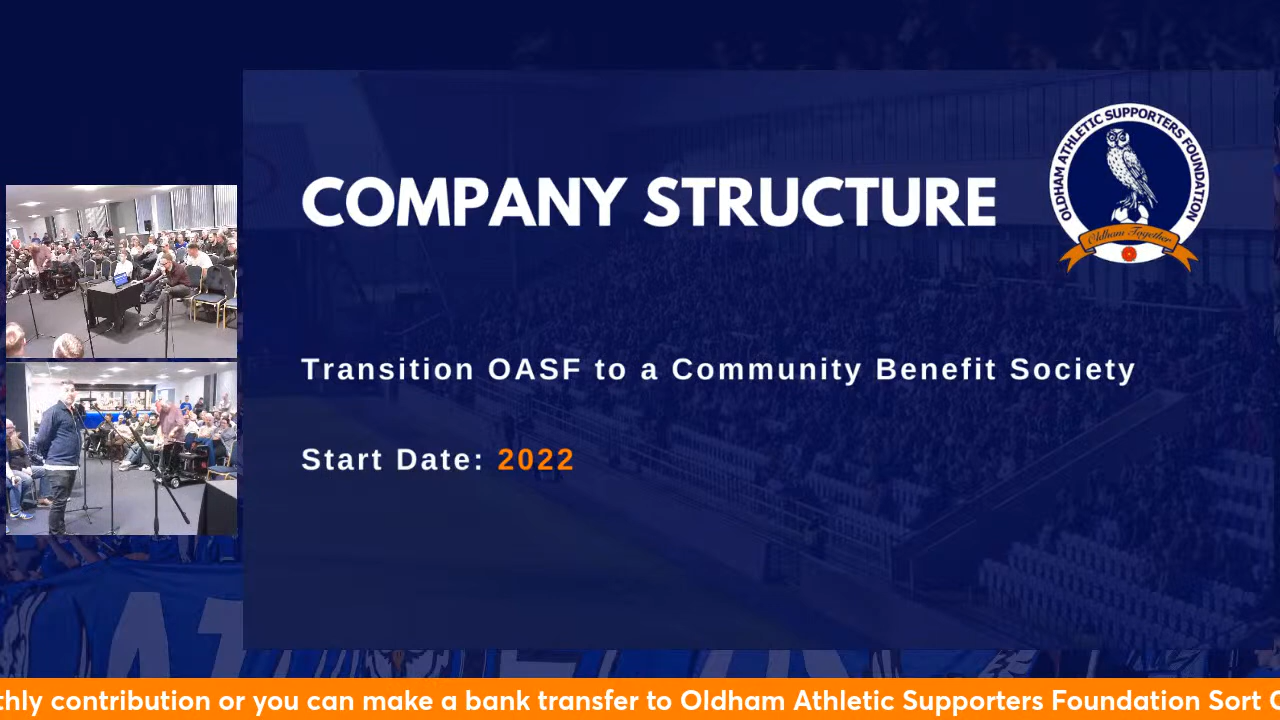 COMPANY STRUCTURE
OLDHAM ATHLETIC SUPPORTERS FOUNDATION
Oldham Together
Transition OASF to a Community Benefit Society
Start Date: 2022
thly contribution or you can make a bank transfer to Oldham Athletic Supporters Foundation Sort